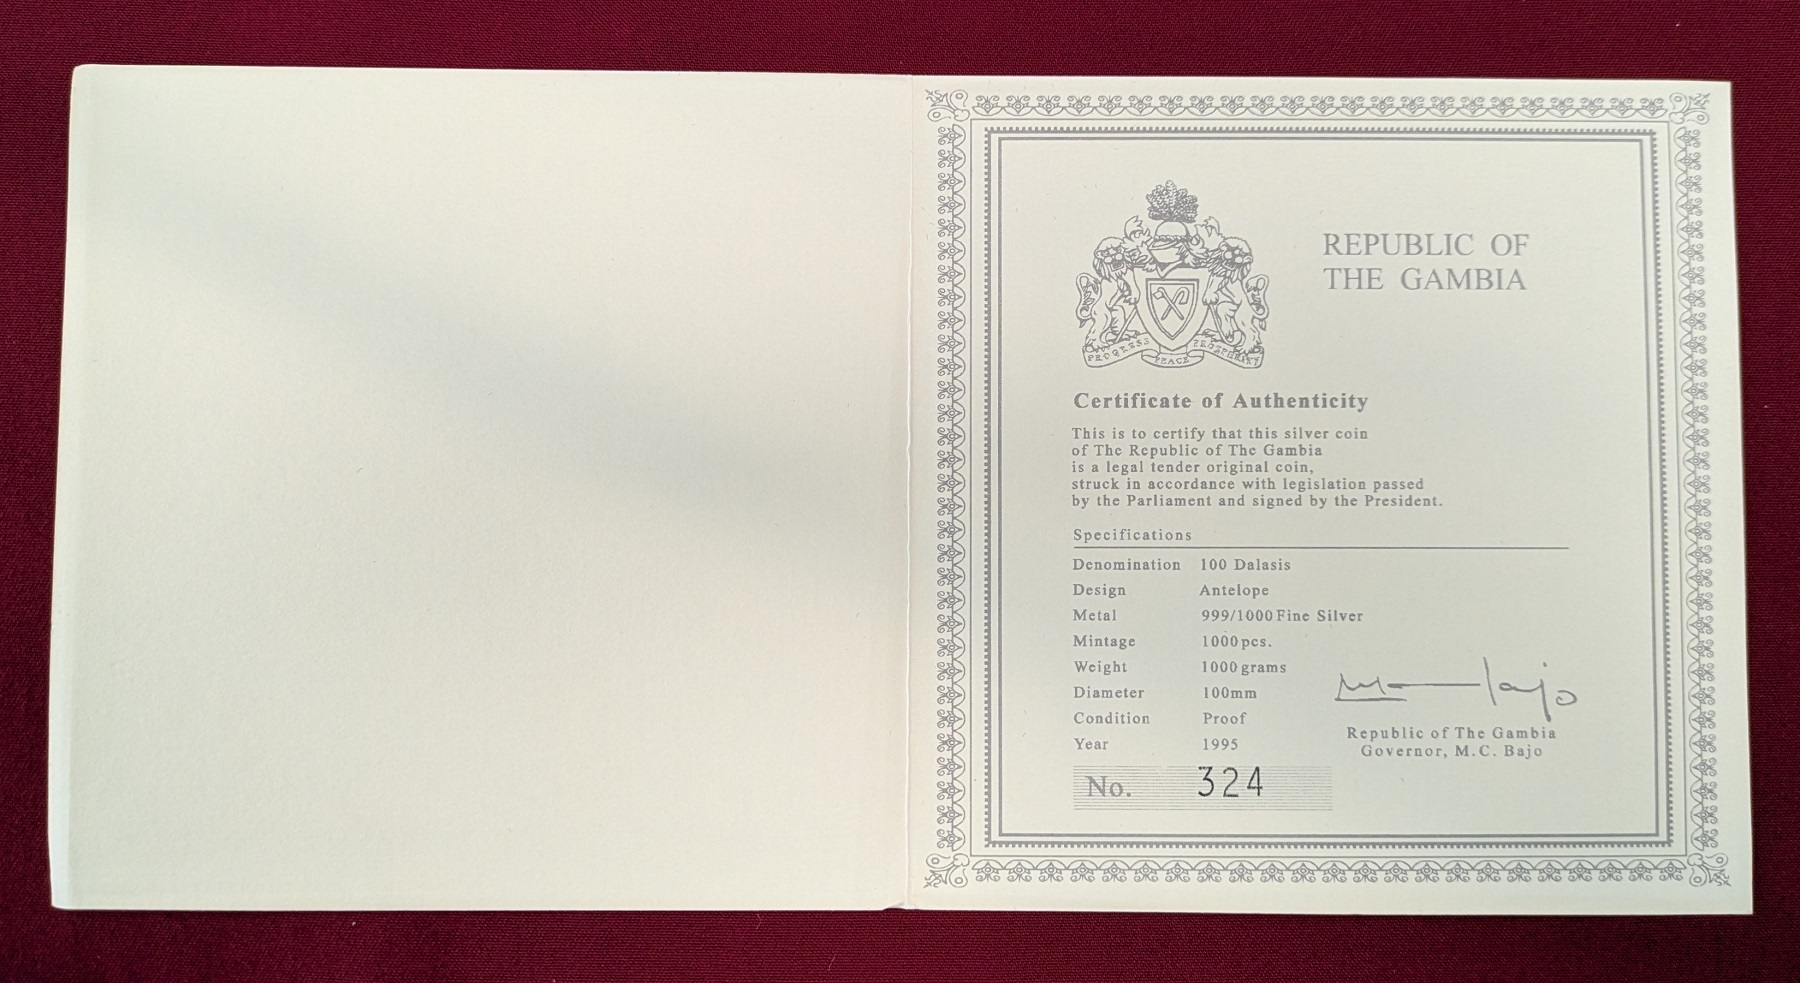 REPUBLIC OF
THE GAMBIA
PROGRESS PEACE PROSPERITY
Certificate of Authenticity
This is to certify that this silver coin
of The Republic of The Gambia
is a legal tender original coin,
struck in accordance with legislation passed
by the Parliament and signed by the President.
Specifications
Denomination 100 Dalasis
Design Antelope
Metal 999/1000 Fine Silver
Mintage 1000 pcs.
Weight 1000 grams
Diameter 100mm
Condition Proof
Year 1995
Republic of The Gambia
Governor, M.C. Bajo
No. 324